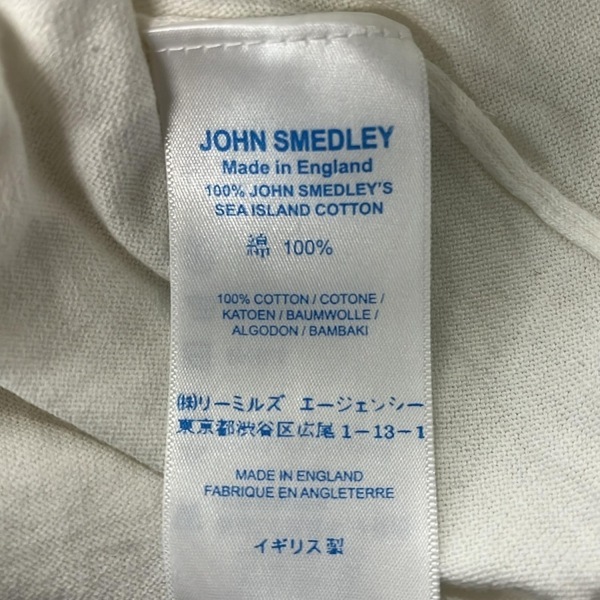 JOHN SMEDLEY
Made in England
100% JOHN SMEDLEY'S
SEA ISLAND COTTON
綿 100%
100% COTTON / COTONE /
KATOEN / BAUMWOLLE /
ALGODON / BAMBAKI
㈱リーミルズ エージェンシー
東京都渋谷区広尾1-13-1
MADE IN ENGLAND
FABRIQUE EN ANGLETERRE
イギリス製